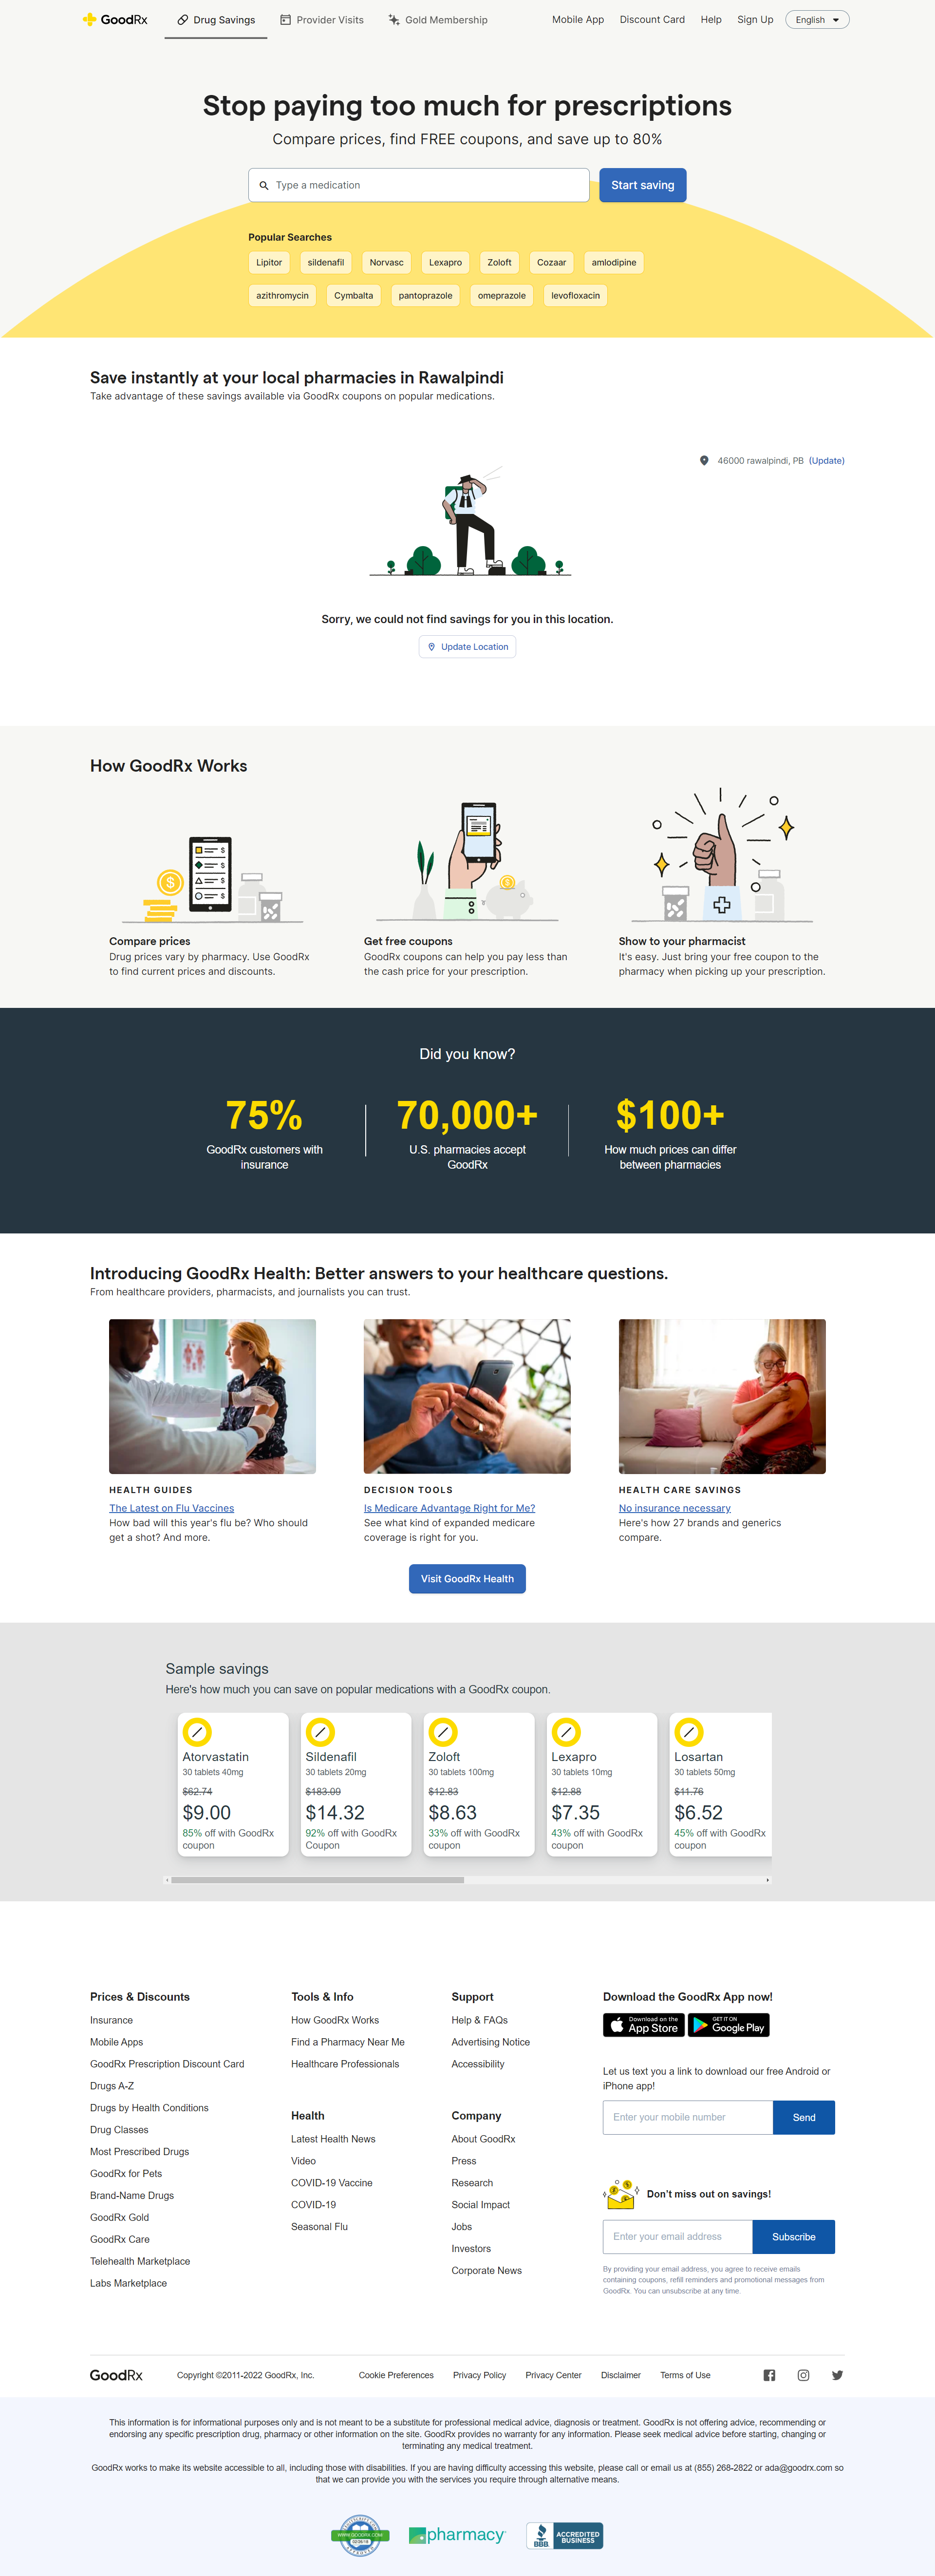 GoodRx
Drug Savings
Provider Visits
Gold Membership
Mobile App
Discount Card
Help
Sign Up
English
Stop paying too much for prescriptions
Compare prices, find FREE coupons, and save up to 80%
Type a medication
Start saving
Popular Searches
Lipitor
sildenafil
Norvasc
Lexapro
Zoloft
Cozaar
amlodipine
azithromycin
Cymbalta
pantoprazole
omeprazole
levofloxacin
Save instantly at your local pharmacies in Rawalpindi
Take advantage of these savings available via GoodRx coupons on popular medications.
46000 rawalpindi, PB (Update)
Sorry, we could not find savings for you in this location.
Update Location
How GoodRx Works
Compare prices
Drug prices vary by pharmacy. Use GoodRx
to find current prices and discounts.
Get free coupons
GoodRx coupons can help you pay less than
the cash price for your prescription.
Show to your pharmacist
It's easy. Just bring your free coupon to the
pharmacy when picking up your prescription.
Did you know?
75%
GoodRx customers with
insurance
70,000+
U.S. pharmacies accept
GoodRx
$100+
How much prices can differ
between pharmacies
Introducing GoodRx Health: Better answers to your healthcare questions.
From healthcare providers, pharmacists, and journalists you can trust.
HEALTH GUIDES
The Latest on Flu Vaccines
How bad will this year's flu be? Who should
get a shot? And more.
DECISION TOOLS
Is Medicare Advantage Right for Me?
See what kind of expanded medicare
coverage is right for you.
HEALTH CARE SAVINGS
No insurance necessary
Here's how 27 brands and generics
compare.
Visit GoodRx Health
Sample savings
Here's how much you can save on popular medications with a GoodRx coupon.
Atorvastatin
30 tablets 40mg
$62.74
$9.00
85% off with GoodRx
coupon
Sildenafil
30 tablets 20mg
$183.09
$14.32
92% off with GoodRx
Coupon
Zoloft
30 tablets 100mg
$12.83
$8.63
33% off with GoodRx
coupon
Lexapro
30 tablets 10mg
$12.88
$7.35
43% off with GoodRx
coupon
Losartan
30 tablets 50mg
$11.76
$6.52
45% off with GoodRx
coupon
Prices & Discounts
Insurance
Mobile Apps
GoodRx Prescription Discount Card
Drugs A-Z
Drugs by Health Conditions
Drug Classes
Most Prescribed Drugs
GoodRx for Pets
Brand-Name Drugs
GoodRx Gold
GoodRx Care
Telehealth Marketplace
Labs Marketplace
Tools & Info
How GoodRx Works
Find a Pharmacy Near Me
Healthcare Professionals
Health
Latest Health News
Video
COVID-19 Vaccine
COVID-19
Seasonal Flu
Support
Help & FAQs
Advertising Notice
Accessibility
Company
About GoodRx
Press
Research
Social Impact
Jobs
Investors
Corporate News
Download the GoodRx App now!
Download on the
App Store
GET IT ON
Google Play
Let us text you a link to download our free Android or
iPhone app!
Enter your mobile number
Send
Don't miss out on savings!
Enter your email address
Subscribe
By providing your email address, you agree to receive emails
containing coupons, refill reminders and promotional messages from
GoodRx. You can unsubscribe at any time.
GoodRx
Copyright ©2011-2022 GoodRx, Inc.
Cookie Preferences
Privacy Policy
Privacy Center
Disclaimer
Terms of Use
This information is for informational purposes only and is not meant to be a substitute for professional medical advice, diagnosis or treatment. GoodRx is not offering advice, recommending or
endorsing any specific prescription drug, pharmacy or other information on the site. GoodRx provides no warranty for any information. Please seek medical advice before starting, changing or
terminating any medical treatment.
GoodRx works to make its website accessible to all, including those with disabilities. If you are having difficulty accessing this website, please call or email us at (855) 268-2822 or ada@goodrx.com so
that we can provide you with the services you require through alternative means.
WWW.GOODRX.COM
.pharmacy
BBB
ACCREDITED
BUSINESS